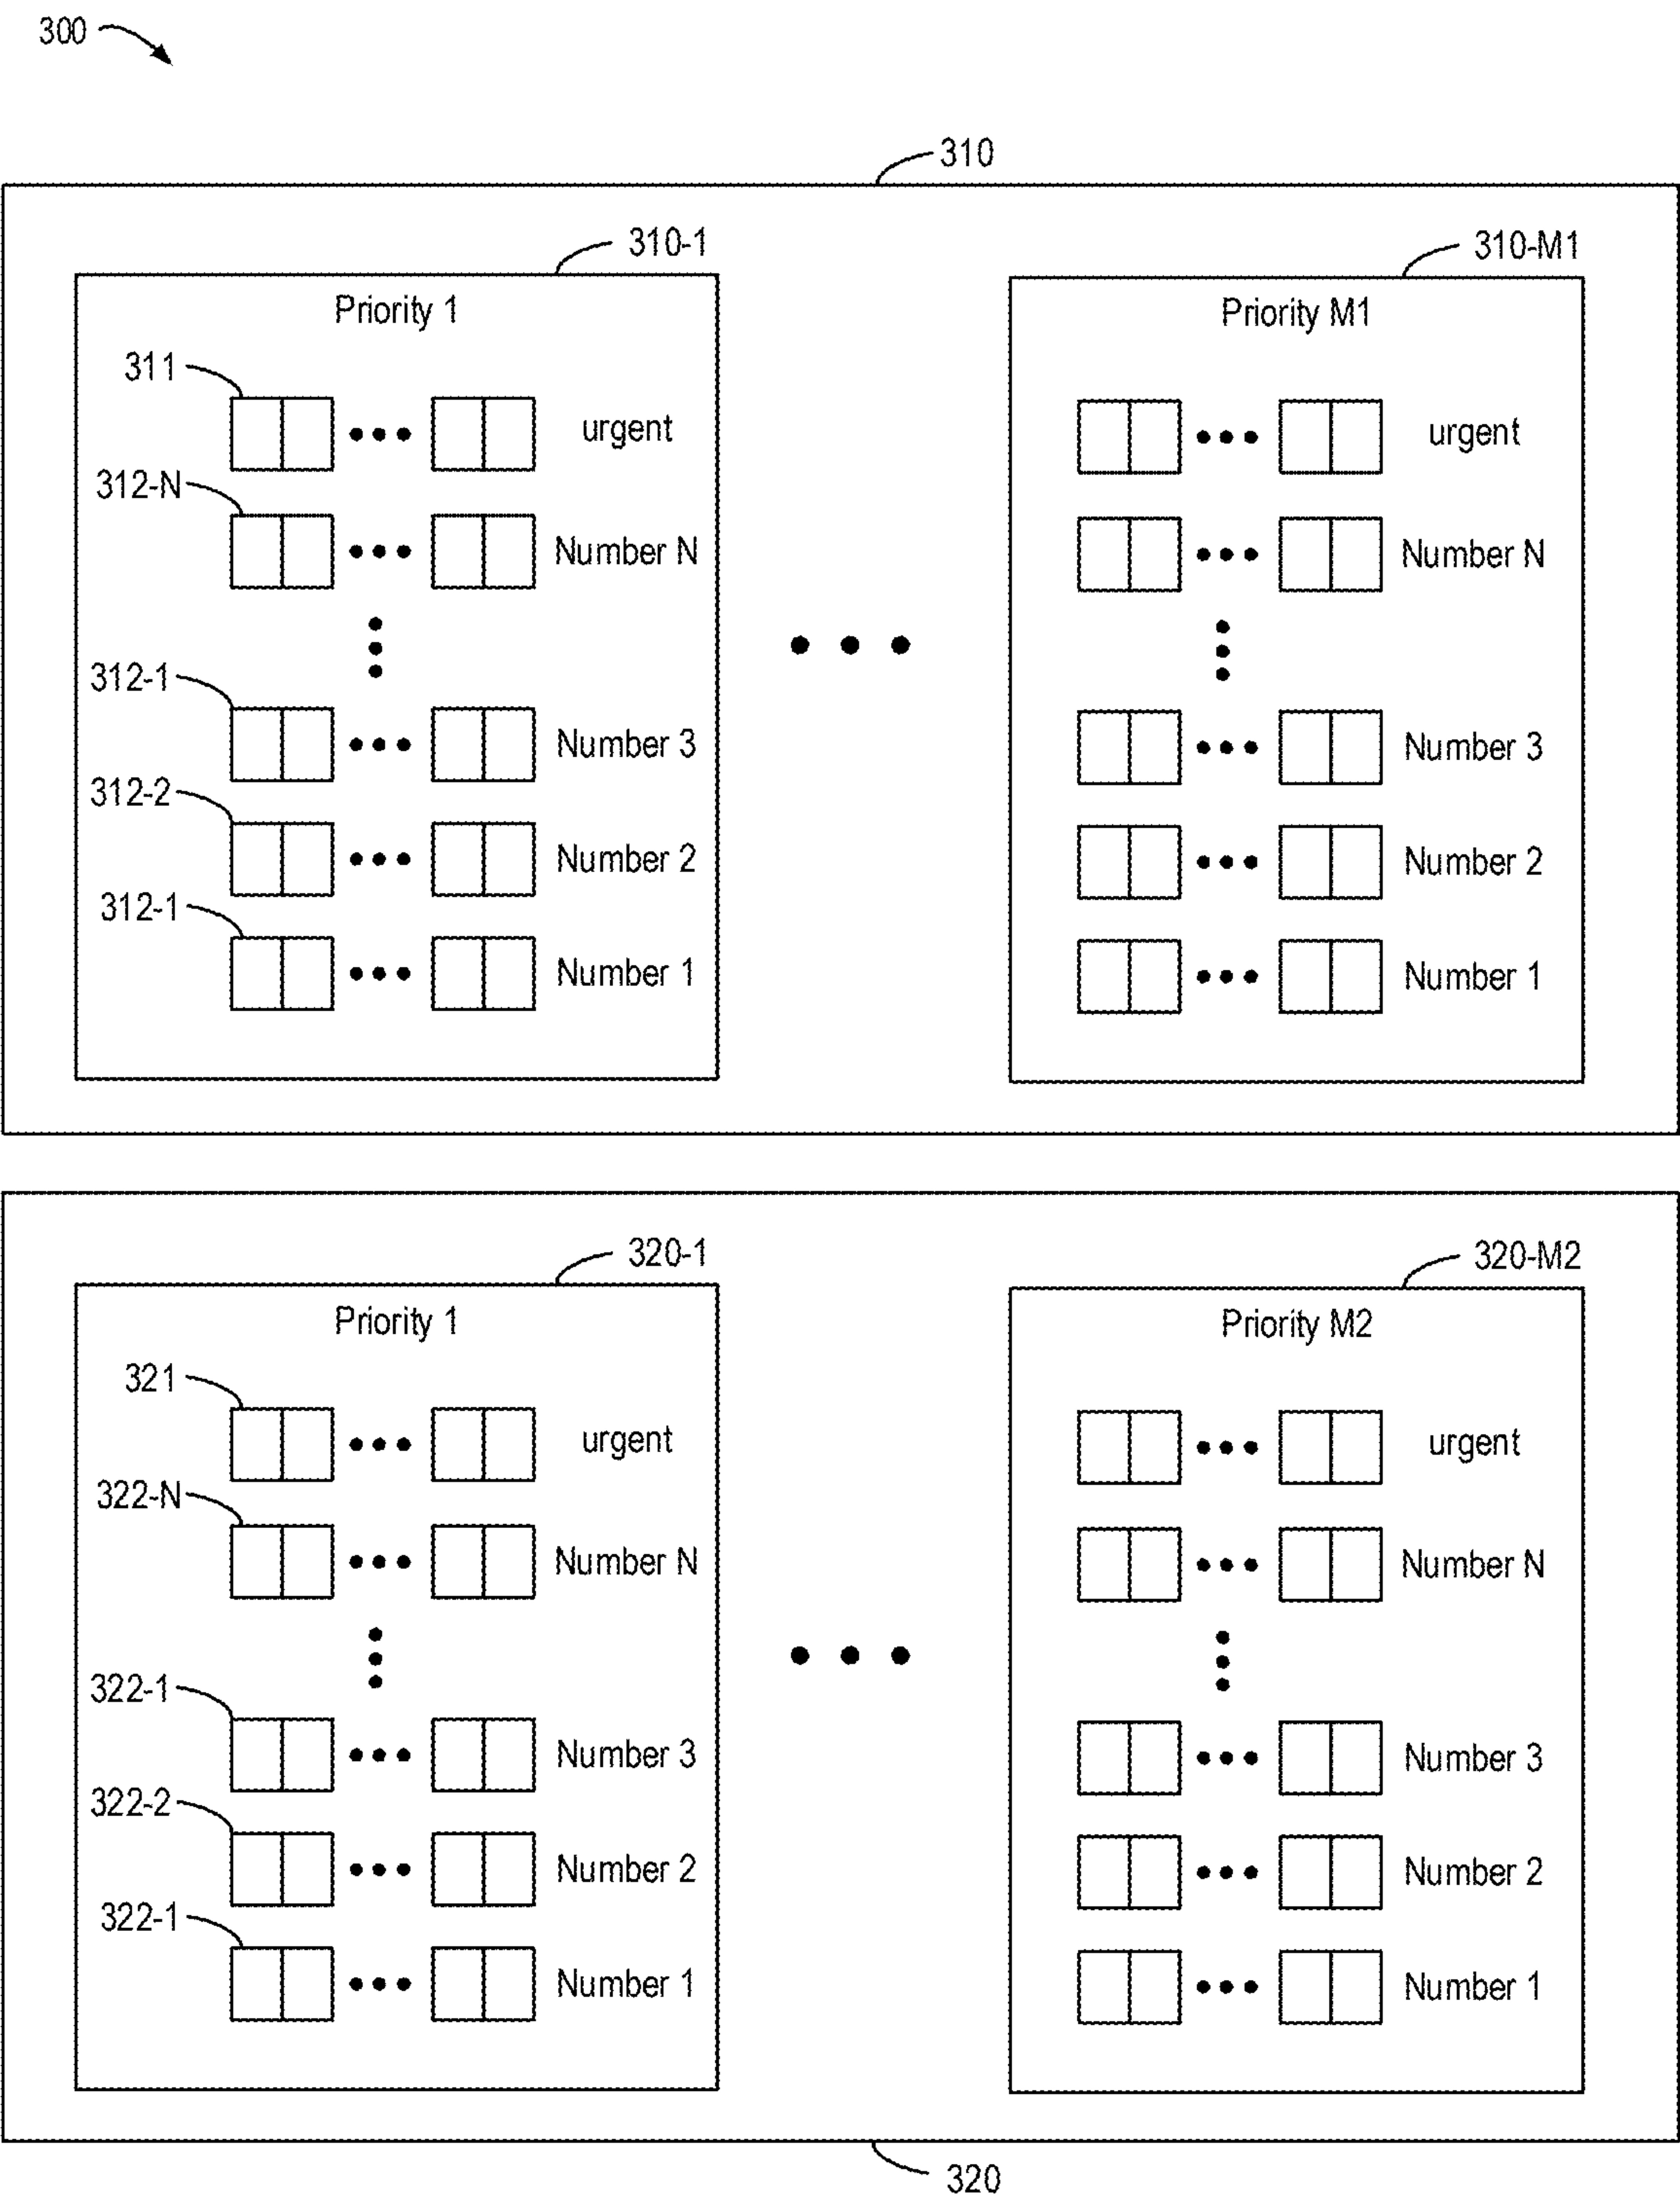 300
310
310-1
310-M1
Priority 1
Priority M1
311
urgent
urgent
312-N
Number N
Number N
312-1
Number 3
Number 3
312-2
Number 2
Number 2
312-1
Number 1
Number 1
320-1
320-M2
Priority 1
Priority M2
321
urgent
urgent
322-N
Number N
Number N
322-1
Number 3
Number 3
322-2
Number 2
Number 2
322-1
Number 1
Number 1
320